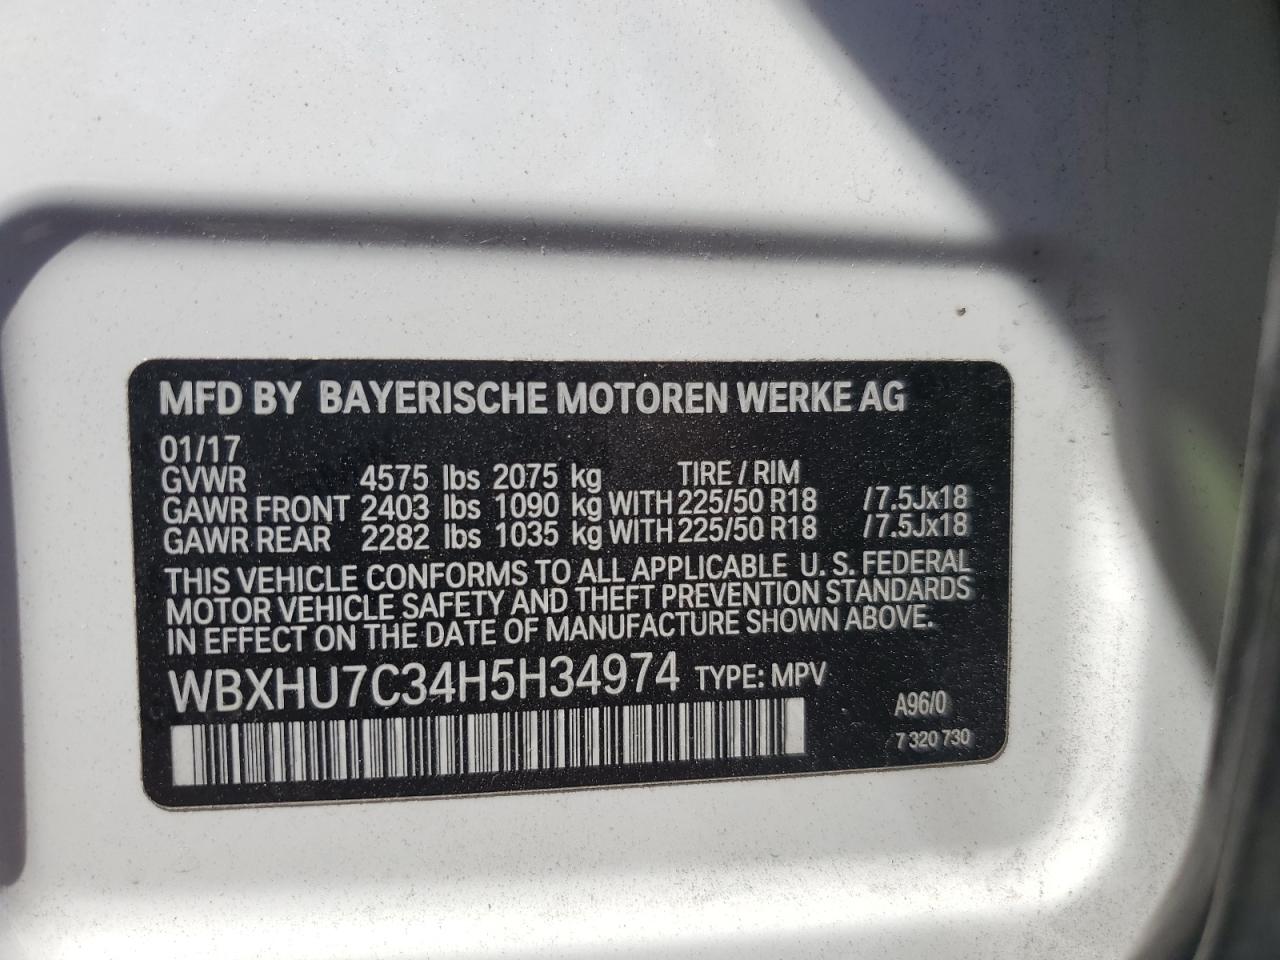 MFD BY BAYERISCHE MOTOREN WERKE AG
01/17
GVWR 4575 lbs 2075 kg TIRE / RIM
GAWR FRONT 2403 lbs 1090 kg WITH 225/50 R18 /7.5Jx18
GAWR REAR 2282 lbs 1035 kg WITH 225/50 R18 /7.5Jx18
THIS VEHICLE CONFORMS TO ALL APPLICABLE U. S. FEDERAL
MOTOR VEHICLE SAFETY AND THEFT PREVENTION STANDARDS
IN EFFECT ON THE DATE OF MANUFACTURE SHOWN ABOVE.
WBXHU7C34H5H34974 TYPE: MPV
A96/0
7 320 730